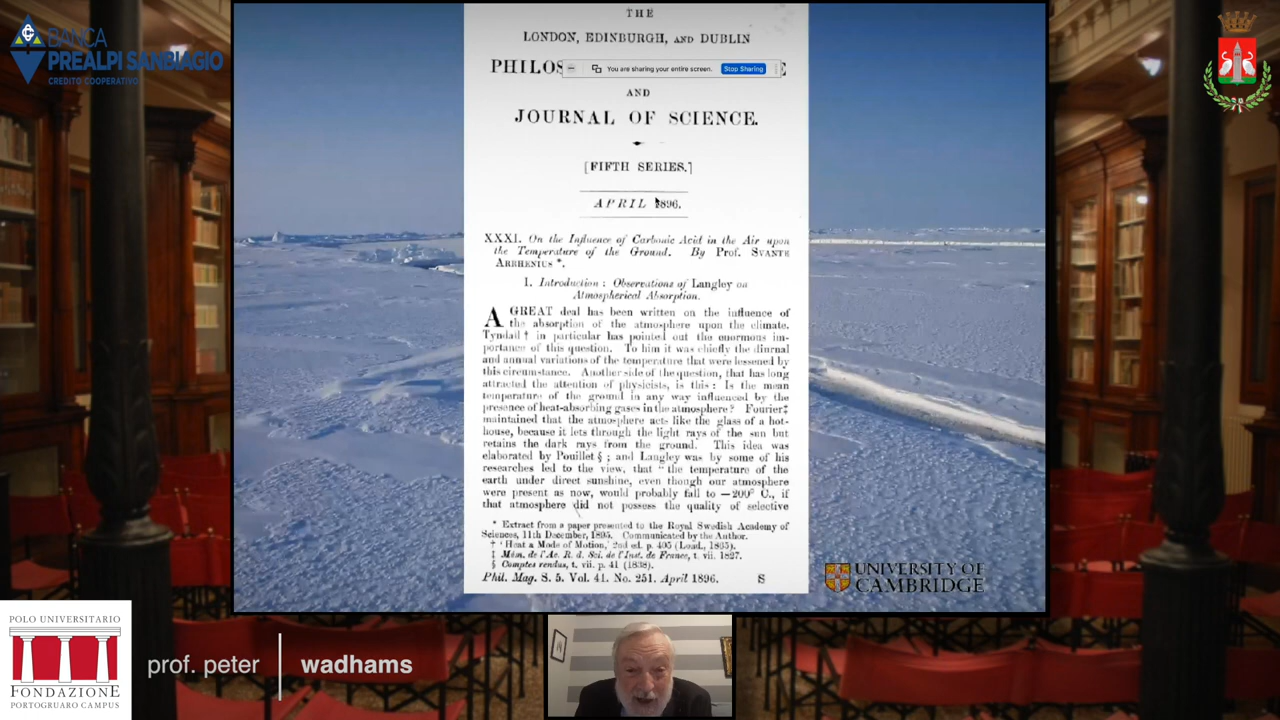 BANCA
PREALPI SANBIAGIO
CREDITO COOPERATIVO
THE
LONDON, EDINBURGH, AND DUBLIN
PHILOS
You are sharing your entire screen.
Stop Sharing
AND
JOURNAL OF SCIENCE.
[FIFTH SERIES.]
APRIL 1896.
XXXI. On the Influence of Carbonic Acid in the Air upon
the Temperature of the Ground. By Prof. SVANTE
ARRHENIUS *.
I. Introduction : Observations of Langley on
Atmospherical Absorption.
A GREAT deal has been written on the influence of
the absorption of the atmosphere upon the climate.
Tyndall † in particular has pointed out the enormous im-
portance of this question. To him it was chiefly the diurnal
and annual variations of the temperature that were lessened by
this circumstance. Another side of the question, that has long
attracted the attention of physicists, is this : Is the mean
temperature of the ground in any way influenced by the
presence of heat-absorbing gases in the atmosphere? Fourier‡
maintained that the atmosphere acts like the glass of a hot-
house, because it lets through the light rays of the sun but
retains the dark rays from the ground. This idea was
elaborated by Pouillet § ; and Langley was by some of his
researches led to the view, that "the temperature of the
earth under direct sunshine, even though our atmosphere
were present as now, would probably fall to −200° C., if
that atmosphere did not possess the quality of selective
* Extract from a paper presented to the Royal Swedish Academy of
Sciences, 11th December, 1895. Communicated by the Author.
† 'Heat a Mode of Motion,' 2nd ed. p. 405 (Lond., 1865).
‡ Mém. de l'Ac. R. d. Sci. de l'Inst. de France, t. vii. 1827.
§ Comptes rendus, t. vii. p. 41 (1838).
Phil. Mag. S. 5. Vol. 41. No. 251. April 1896. S
UNIVERSITY OF
CAMBRIDGE
POLO UNIVERSITARIO
FONDAZIONE
PORTOGRUARO CAMPUS
prof. peter wadhams